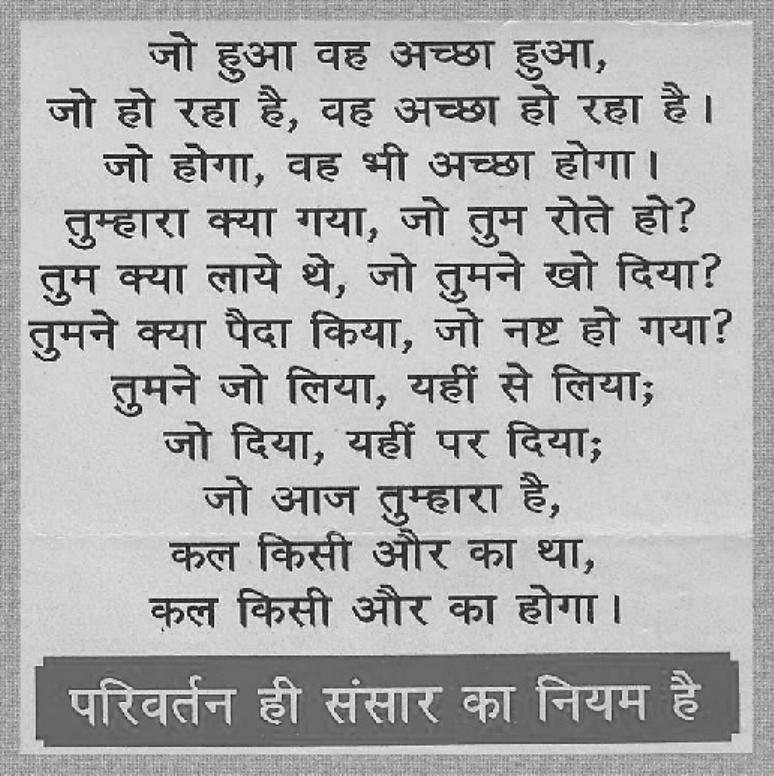 जो हुआ वह अच्छा हुआ,
जो हो रहा है, वह अच्छा हो रहा है।
जो होगा, वह भी अच्छा होगा।
तुम्हारा क्या गया, जो तुम रोते हो?
तुम क्या लाये थे, जो तुमने खो दिया?
तुमने क्या पैदा किया, जो नष्ट हो गया?
तुमने जो लिया, यहीं से लिया;
जो दिया, यहीं पर दिया;
जो आज तुम्हारा है,
कल किसी और का था,
कल किसी और का होगा।
परिवर्तन ही संसार का नियम है